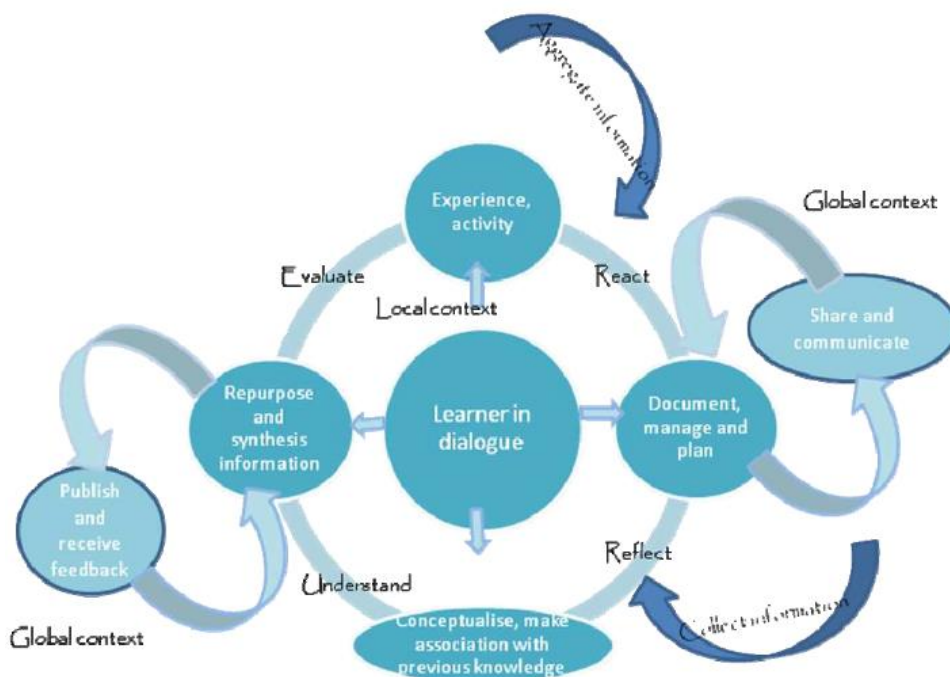 Aggregate information
Experience,
activity
Global context
Evaluate
React
Local context
Share and
communicate
Repurpose
and
synthesis
information
Learner in
dialogue
Document,
manage and
plan
Publish
and
receive
feedback
Reflect
Understand
Collect information
Global context
Conceptualise, make
association with
previous knowledge